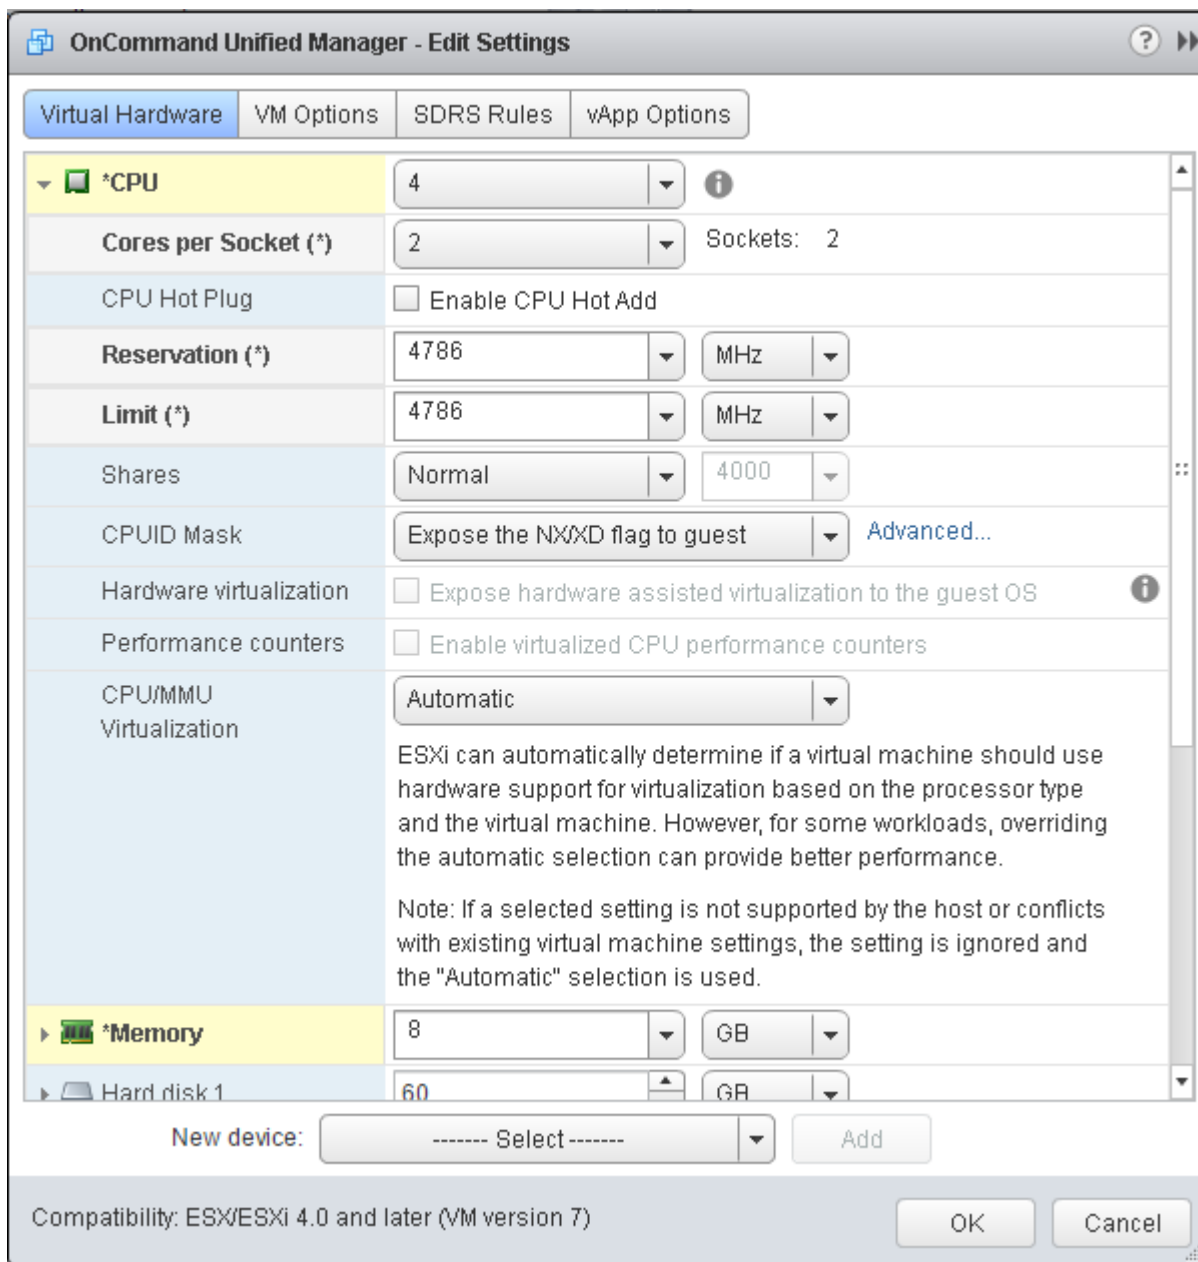 OnCommand Unified Manager - Edit Settings
Virtual Hardware VM Options SDRS Rules vApp Options
*CPU 4
Cores per Socket (*) 2 Sockets: 2
CPU Hot Plug Enable CPU Hot Add
Reservation (*) 4786 MHz
Limit (*) 4786 MHz
Shares Normal 4000
CPUID Mask Expose the NX/XD flag to guest Advanced...
Hardware virtualization Expose hardware assisted virtualization to the guest OS
Performance counters Enable virtualized CPU performance counters
CPU/MMU
Virtualization
Automatic
ESXi can automatically determine if a virtual machine should use
hardware support for virtualization based on the processor type
and the virtual machine. However, for some workloads, overriding
the automatic selection can provide better performance.
Note: If a selected setting is not supported by the host or conflicts
with existing virtual machine settings, the setting is ignored and
the "Automatic" selection is used.
*Memory 8 GB
Hard disk 1 60 GB
New device: ------- Select ------- Add
Compatibility: ESX/ESXi 4.0 and later (VM version 7) OK Cancel